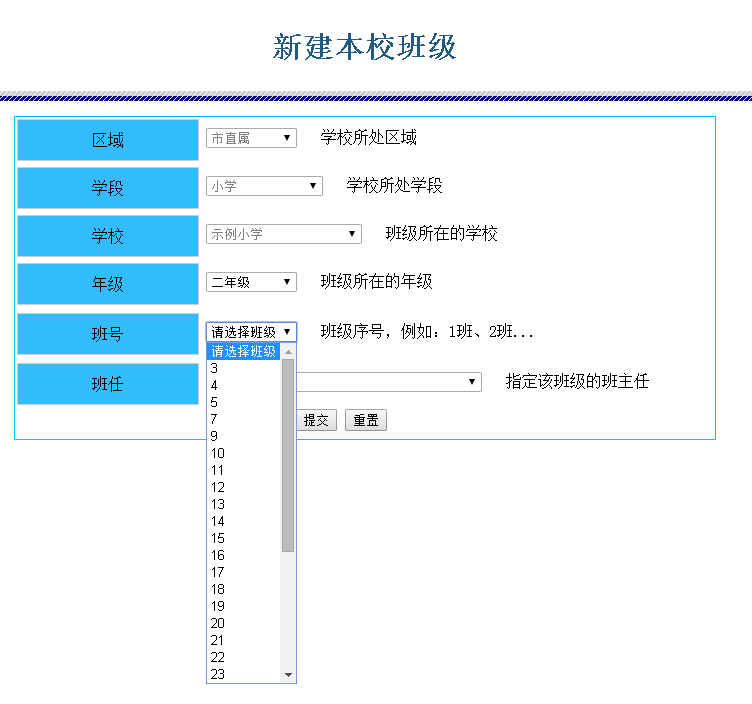 新建本校班级
区域 市直属 学校所处区域
学段 小学 学校所处学段
学校 示例小学 班级所在的学校
年级 二年级 班级所在的年级
班号 请选择班级 班级序号，例如：1班、2班...
请选择班级
3
4
班任 指定该班级的班主任
5
7
提交 重置
9
10
11
12
13
14
15
16
17
18
19
20
21
22
23